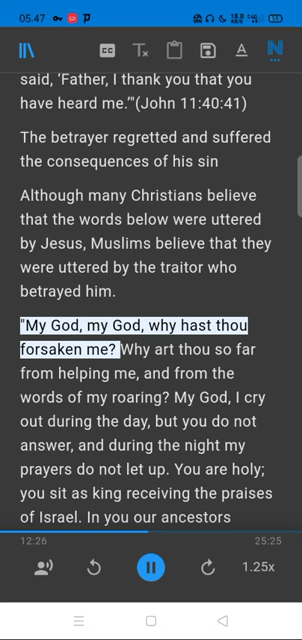 05.47
CC
said, ‘Father, I thank you that you
have heard me.’”(John 11:40:41)
The betrayer regretted and suffered
the consequences of his sin
Although many Christians believe
that the words below were uttered
by Jesus, Muslims believe that they
were uttered by the traitor who
betrayed him.
"My God, my God, why hast thou
forsaken me? Why art thou so far
from helping me, and from the
words of my roaring? My God, I cry
out during the day, but you do not
answer, and during the night my
prayers do not let up. You are holy;
you sit as king receiving the praises
of Israel. In you our ancestors
12:26
25:25
1.25x